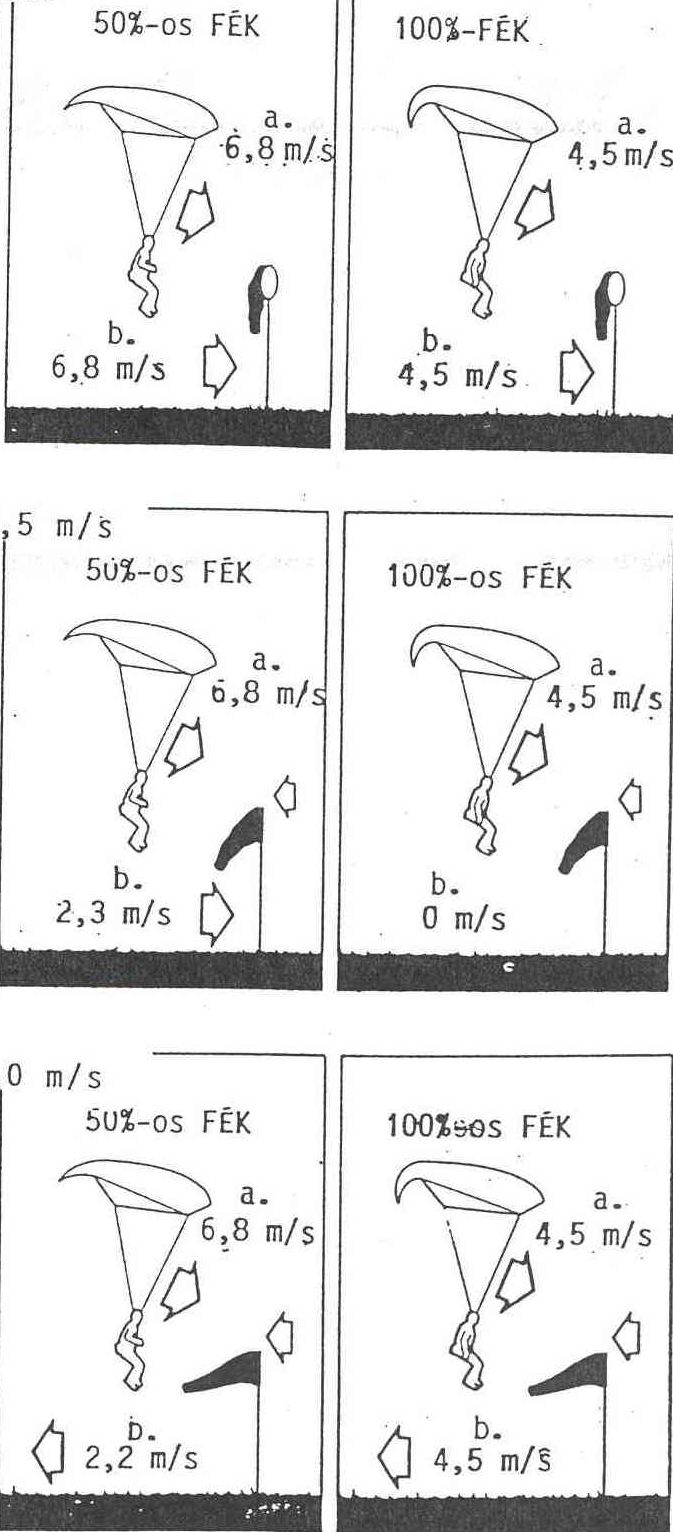 50%-os FÉK
a.
6,8 m/s
b.
6,8 m/s
100%-FÉK
a.
4,5 m/s
b.
4,5 m/s
,5 m/s
50%-os FÉK
a.
6,8 m/s
b.
2,3 m/s
100%-os FÉK
a.
4,5 m/s
b.
0 m/s
0 m/s
50%-os FÉK
a.
6,8 m/s
b.
2,2 m/s
100%-os FÉK
a.
4,5 m/s
b.
4,5 m/s